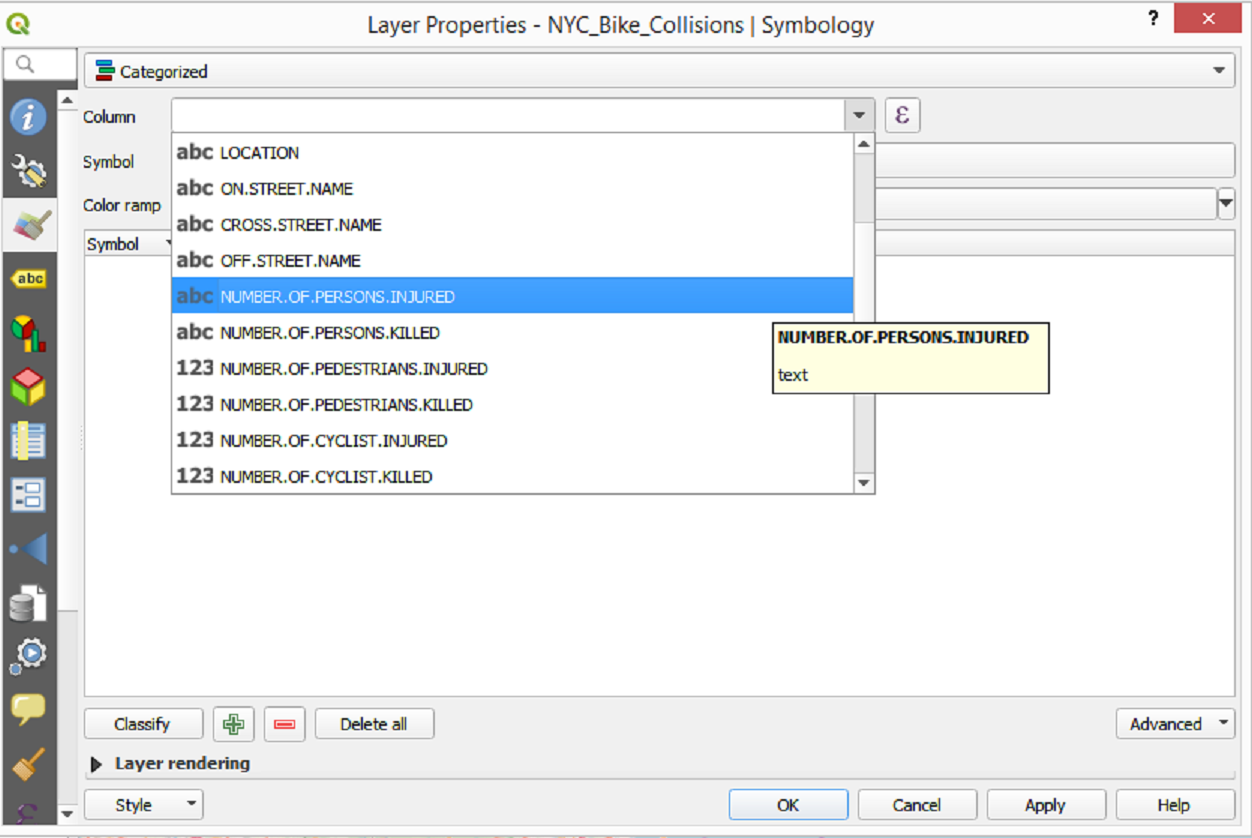 Layer Properties - NYC_Bike_Collisions | Symbology
?
Categorized
Column
ε
abc LOCATION
Symbol
abc ON.STREET.NAME
Color ramp
abc CROSS.STREET.NAME
Symbol
abc OFF.STREET.NAME
abc
abc NUMBER.OF.PERSONS.INJURED
abc NUMBER.OF.PERSONS.KILLED
NUMBER.OF.PERSONS.INJURED
text
123 NUMBER.OF.PEDESTRIANS.INJURED
123 NUMBER.OF.PEDESTRIANS.KILLED
123 NUMBER.OF.CYCLIST.INJURED
123 NUMBER.OF.CYCLIST.KILLED
Classify
Delete all
Advanced
Layer rendering
Style
OK
Cancel
Apply
Help